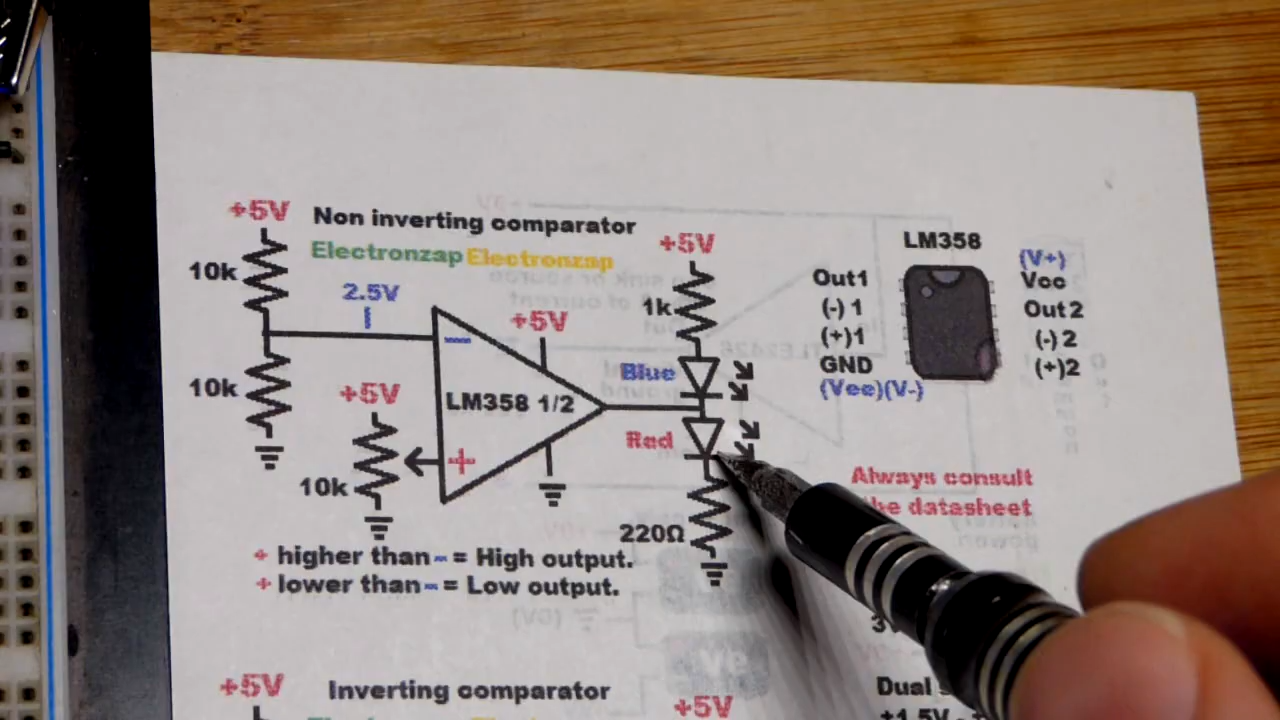 +5V
Non inverting comparator
Electronzap Electronzap
10k
2.5V
10k
+5V
10k
−
LM358 1/2
+
+5V
+5V
1k
Blue
Red
220Ω
+ higher than - = High output.
+ lower than - = Low output.
LM358
Out1
(-) 1
(+)1
GND
(Vee)(V-)
(V+)
Vcc
Out 2
(-) 2
(+)2
Always consult
the datasheet
+5V
Inverting comparator
+5V
Dual